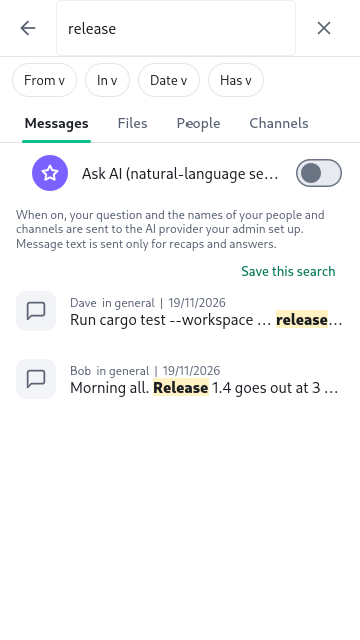 release
From v
In v
Date v
Has v
Messages
Files
People
Channels
Ask AI (natural-language se…
When on, your question and the names of your people and
channels are sent to the AI provider your admin set up.
Message text is sent only for recaps and answers.
Save this search
Dave in general | 19/11/2026
Run cargo test --workspace … release…
Bob in general | 19/11/2026
Morning all. Release 1.4 goes out at 3 …